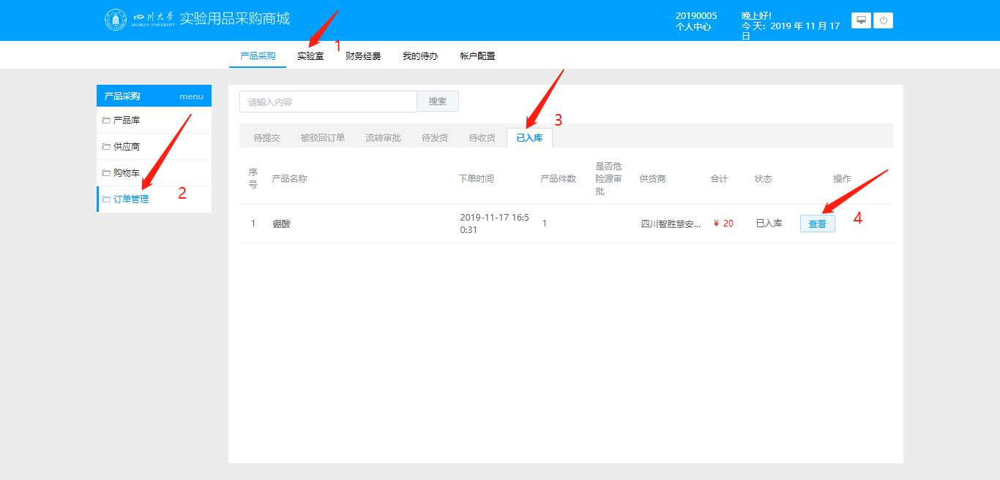 四川大学 实验用品采购商城
SICHUAN UNIVERSITY
20190005
个人中心
晚上好!
今 天: 2019 年 11 月 17
日
产品采购 实验室 财务经费 我的待办 帐户配置
1
产品采购 menu
产品库
供应商
购物车
订单管理
2
请输入内容 搜索
3
待提交 被驳回订单 流转审批 待发货 待收货 已入库
序号 产品名称 下单时间 产品件数 是否危险源审批 供货商 合计 状态 操作
1 硼酸 2019-11-17 16:50:31 1 四川智胜慧安... ¥ 20 已入库 查看
4